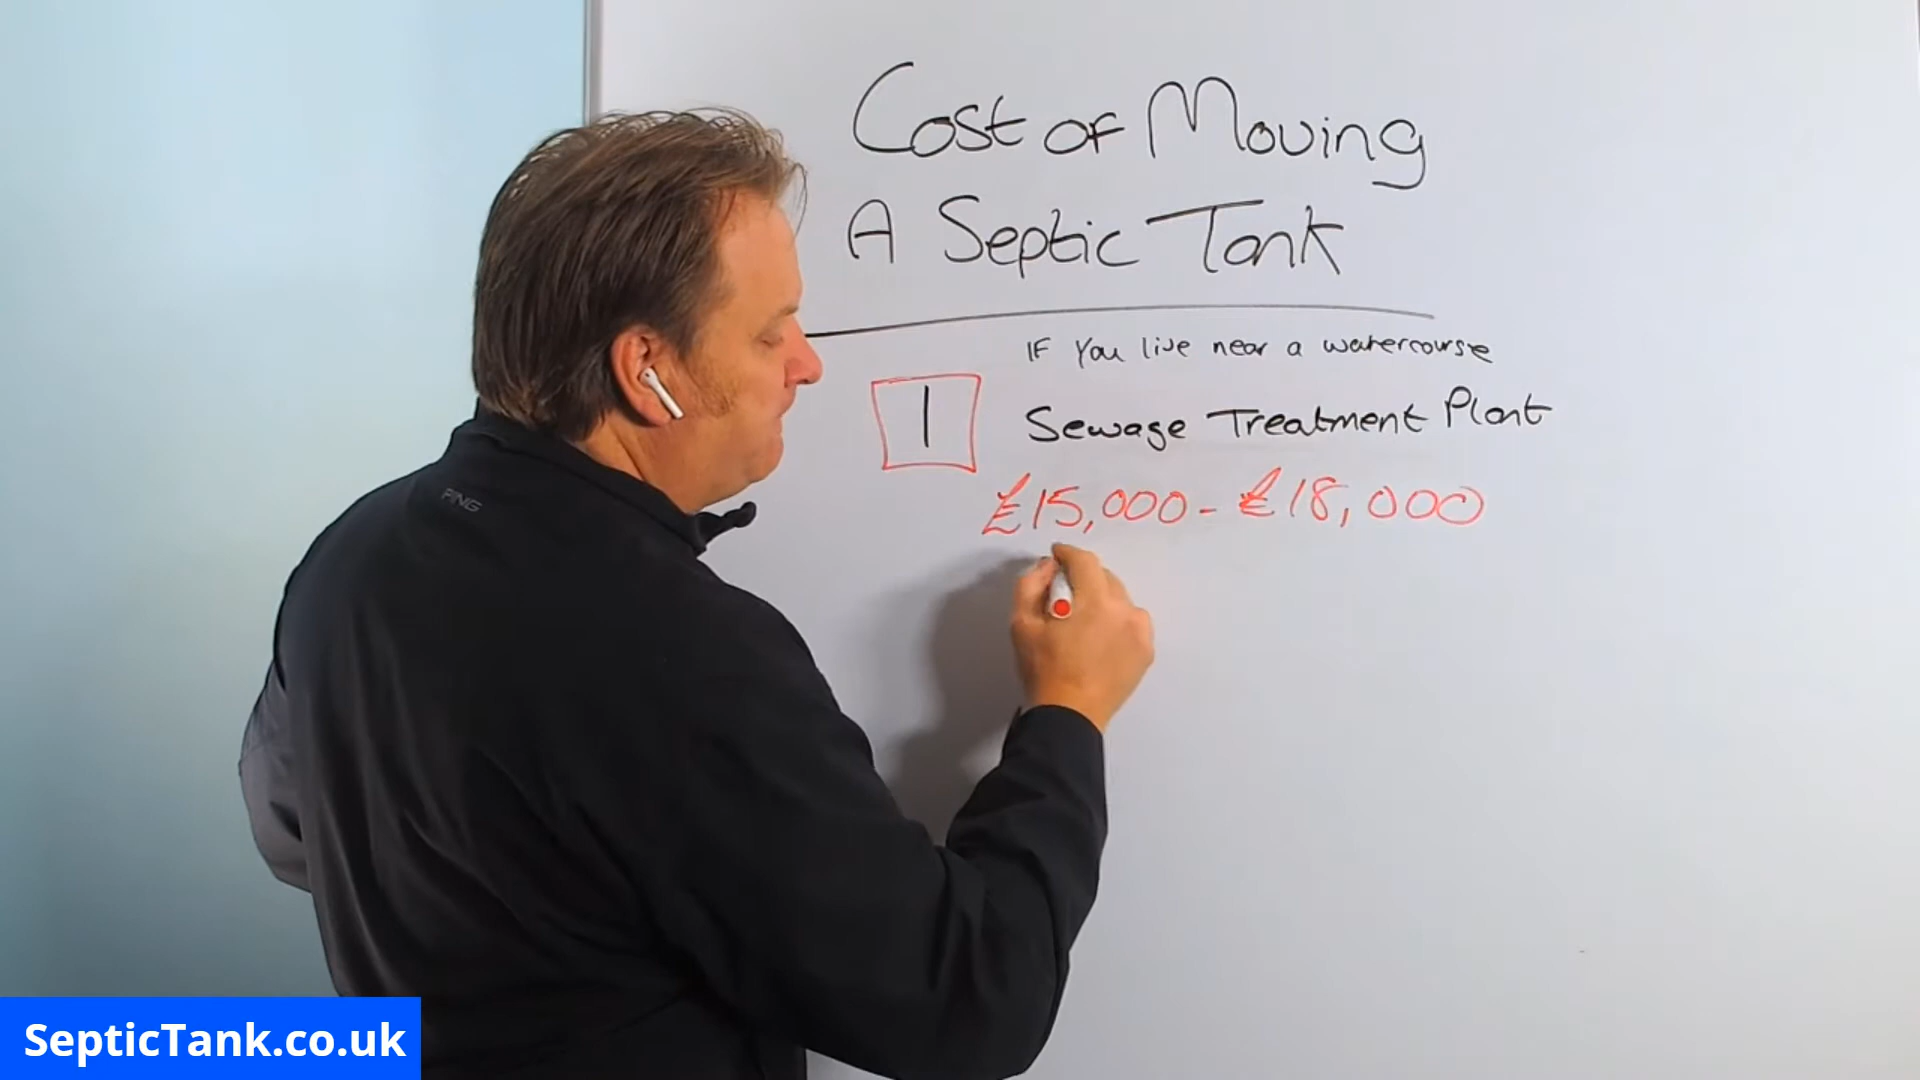 Cost of Moving
A Septic Tank
IF You live near a watercourse
1
Sewage Treatment Plant
£15,000 - £18,000
PING
SepticTank.co.uk